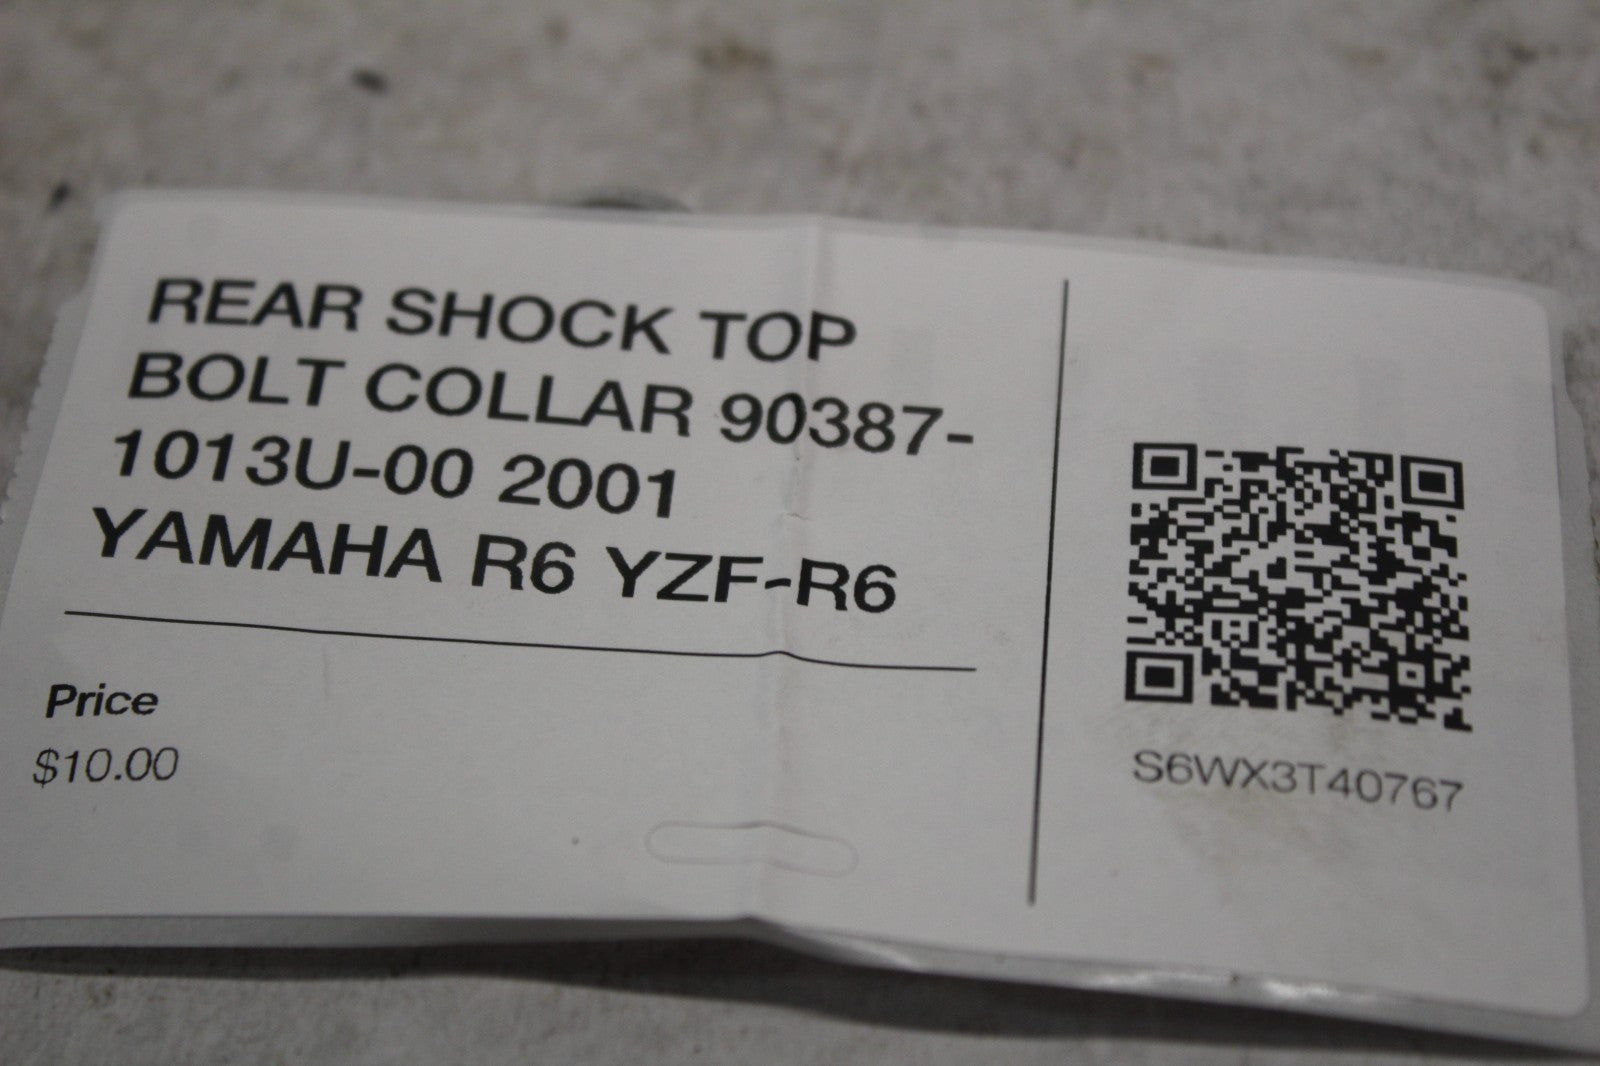 REAR SHOCK TOP
BOLT COLLAR 90387-
1013U-00 2001
YAMAHA R6 YZF-R6
Price
$10.00
S6WX3T40767